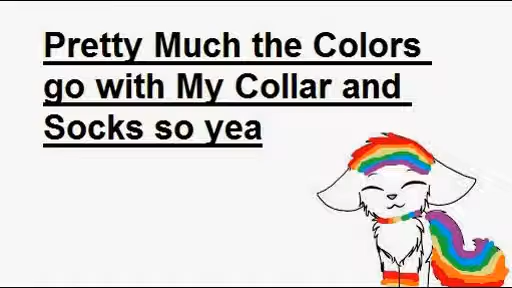 Pretty Much the Colors
go with My Collar and
Socks so yea